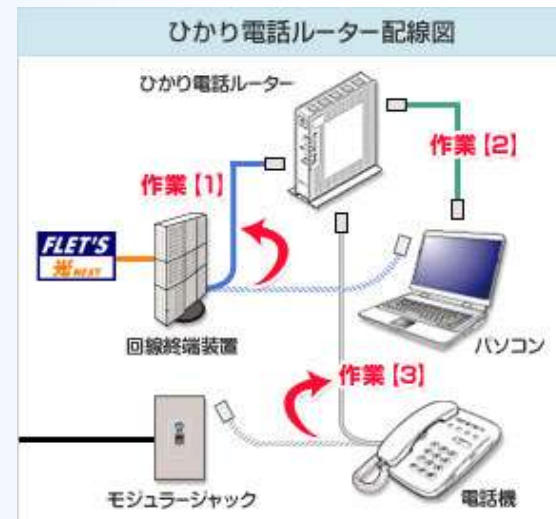 ひかり電話ルーター配線図
ひかり電話ルーター
作業【1】
作業【2】
FLET'S
光NEXT
回線終端装置
パソコン
作業【3】
モジュラージャック
電話機